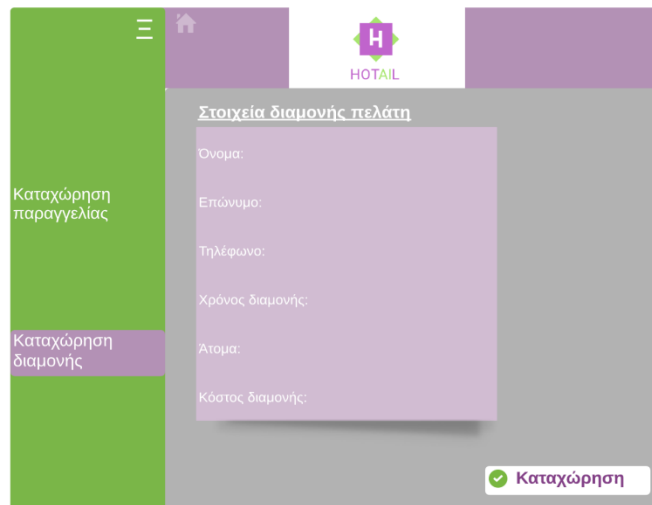 HOTAIL
Στοιχεία διαμονής πελάτη
Όνομα:
Επώνυμο:
Τηλέφωνο:
Χρόνος διαμονής:
Άτομα:
Κόστος διαμονής:
Καταχώρηση
παραγγελίας
Καταχώρηση
διαμονής
Καταχώρηση